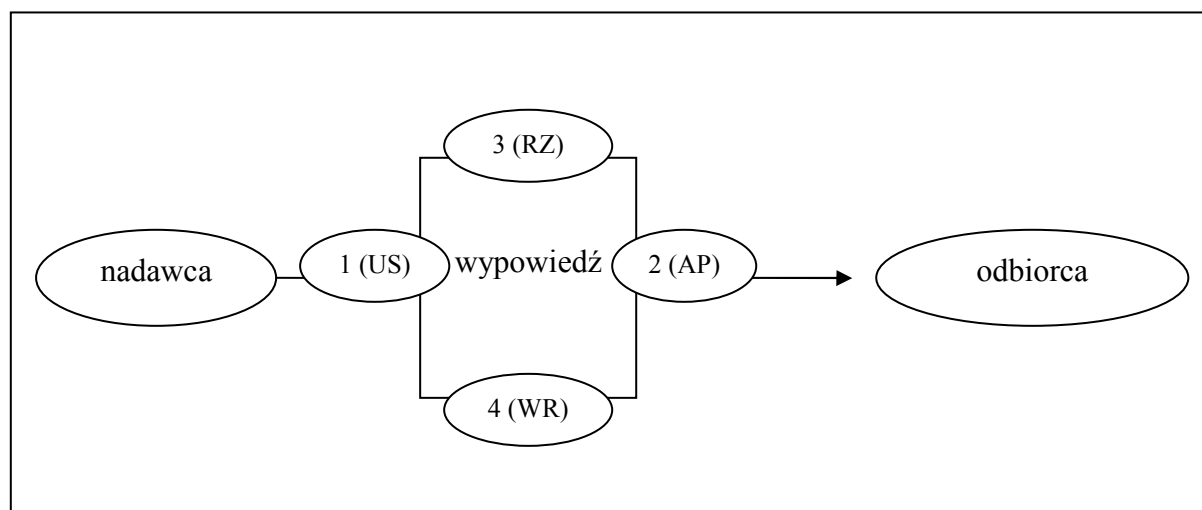 3 (RZ)
nadawca
1 (US)
wypowiedź
2 (AP)
odbiorca
4 (WR)